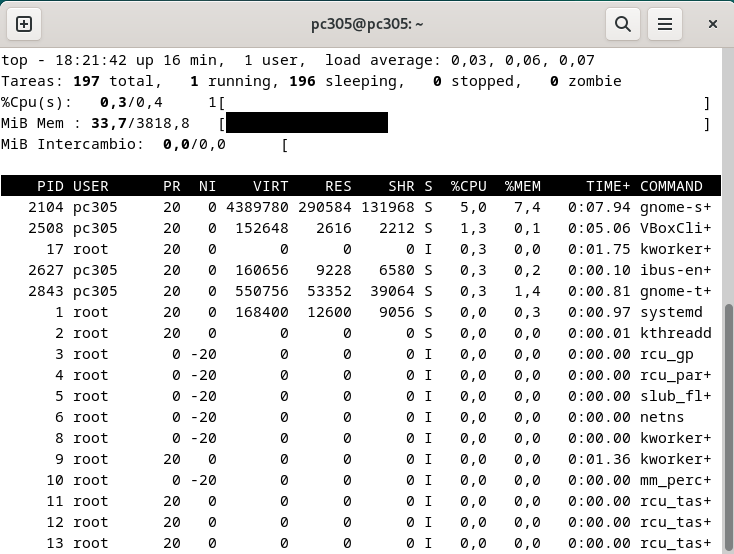 pc305@pc305: ~
top - 18:21:42 up 16 min,  1 user,  load average: 0,03, 0,06, 0,07
Tareas: 197 total,   1 running, 196 sleeping,   0 stopped,   0 zombie
%Cpu(s):   0,3/0,4     1[                                                     ]
MiB Mem : 33,7/3818,8   [                                                     ]
MiB Intercambio:  0,0/0,0      [
    PID USER      PR  NI    VIRT    RES    SHR S  %CPU  %MEM     TIME+ COMMAND
   2104 pc305     20   0 4389780 290584 131968 S   5,0   7,4   0:07.94 gnome-s+
   2508 pc305     20   0  152648   2616   2212 S   1,3   0,1   0:05.06 VBoxCli+
     17 root      20   0       0      0      0 I   0,3   0,0   0:01.75 kworker+
   2627 pc305     20   0  160656   9228   6580 S   0,3   0,2   0:00.10 ibus-en+
   2843 pc305     20   0  550756  53352  39064 S   0,3   1,4   0:00.81 gnome-t+
      1 root      20   0  168400  12600   9056 S   0,0   0,3   0:00.97 systemd
      2 root      20   0       0      0      0 S   0,0   0,0   0:00.01 kthreadd
      3 root       0 -20       0      0      0 I   0,0   0,0   0:00.00 rcu_gp
      4 root       0 -20       0      0      0 I   0,0   0,0   0:00.00 rcu_par+
      5 root       0 -20       0      0      0 I   0,0   0,0   0:00.00 slub_fl+
      6 root       0 -20       0      0      0 I   0,0   0,0   0:00.00 netns
      8 root       0 -20       0      0      0 I   0,0   0,0   0:00.00 kworker+
      9 root      20   0       0      0      0 I   0,0   0,0   0:01.36 kworker+
     10 root       0 -20       0      0      0 I   0,0   0,0   0:00.00 mm_perc+
     11 root      20   0       0      0      0 I   0,0   0,0   0:00.00 rcu_tas+
     12 root      20   0       0      0      0 I   0,0   0,0   0:00.00 rcu_tas+
     13 root      20   0       0      0      0 I   0,0   0,0   0:00.00 rcu_tas+